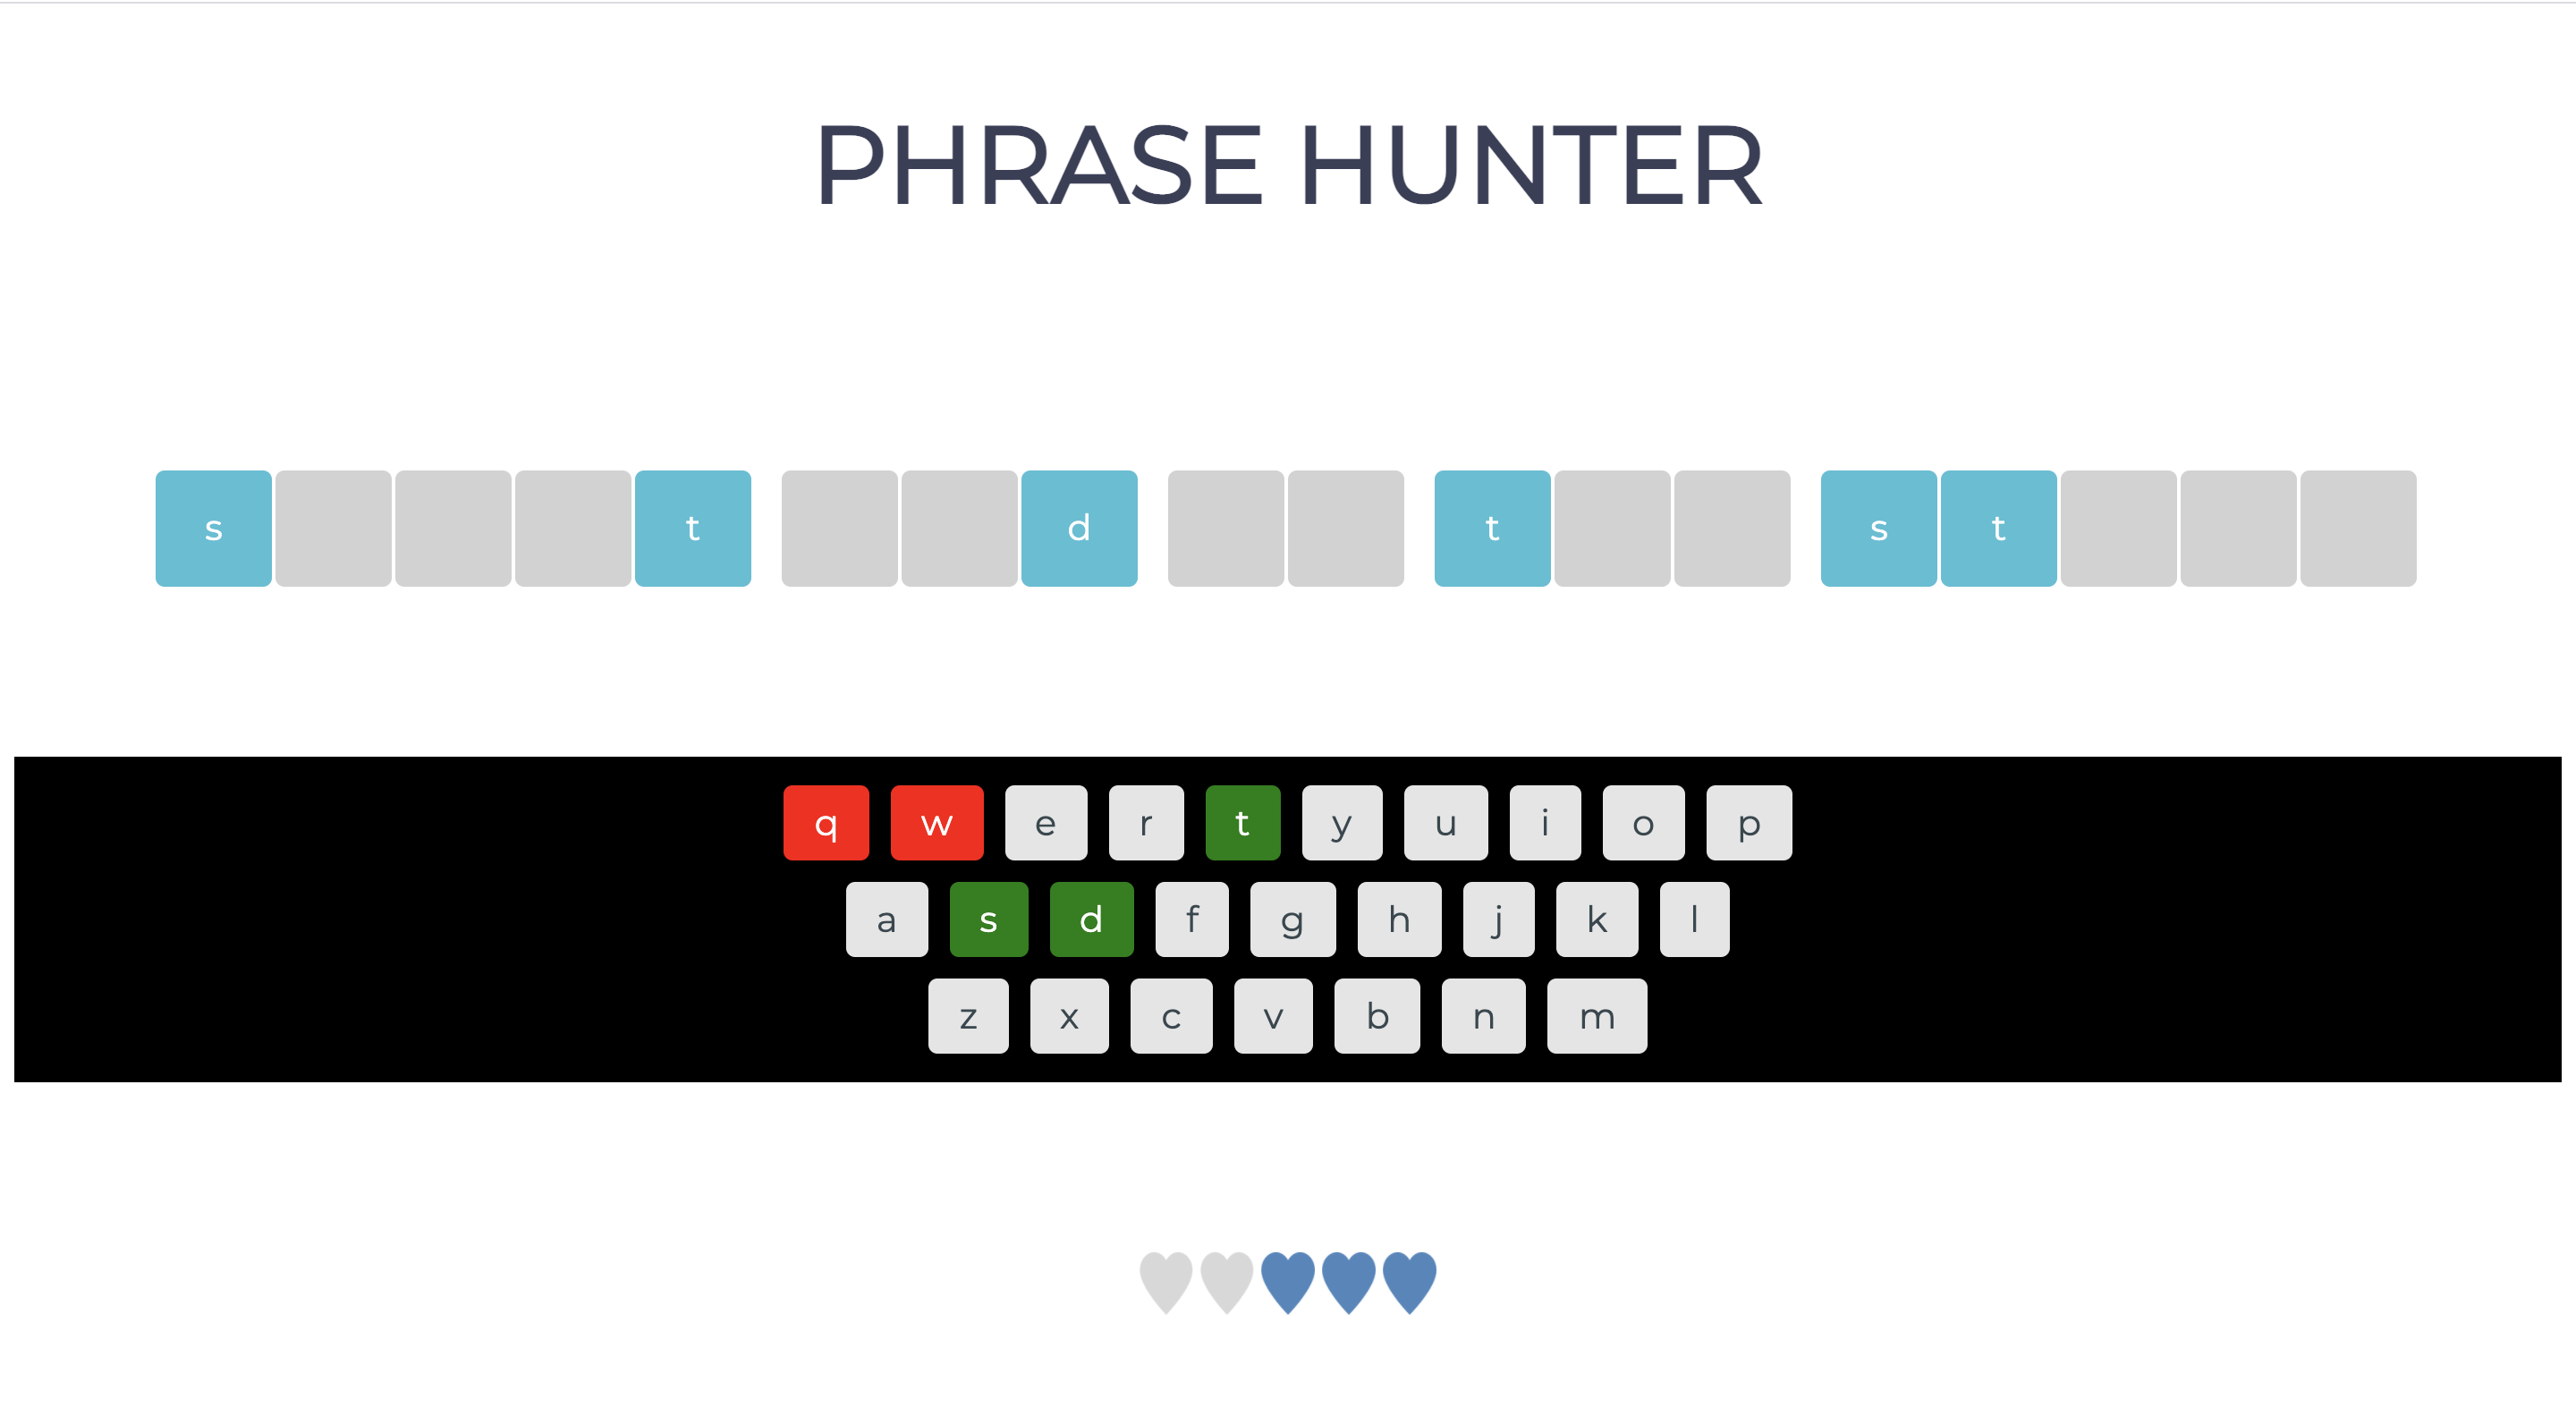 PHRASE HUNTER
s t d t s t
q w e r t y u i o p
a s d f g h j k l
z x c v b n m